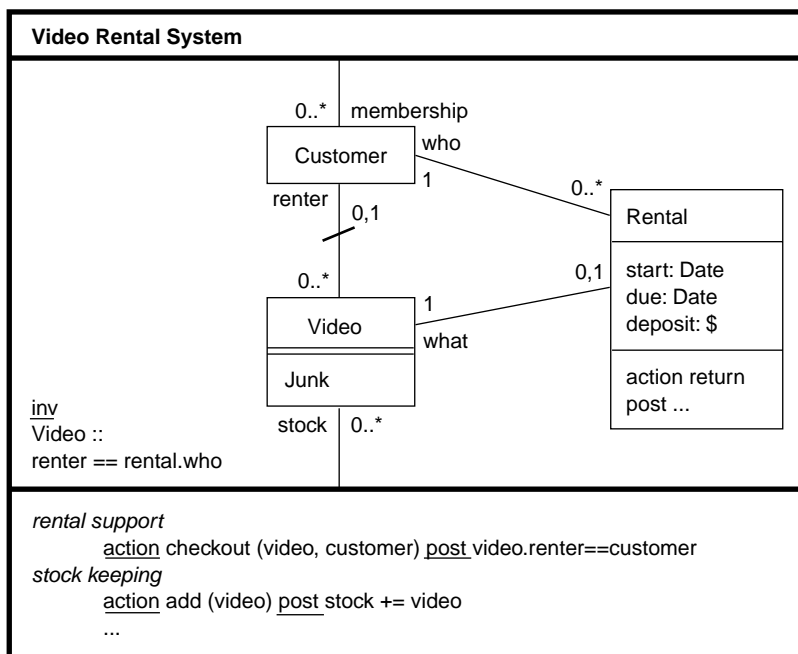 Video Rental System
0..* membership
Customer
who
1
renter
0,1
0..*
Rental
start: Date
due: Date
deposit: $
action return
post ...
0..*
0,1
1
Video
what
Junk
stock 0..*
inv
Video ::
renter == rental.who
rental support
action checkout (video, customer) post video.renter==customer
stock keeping
action add (video) post stock += video
...